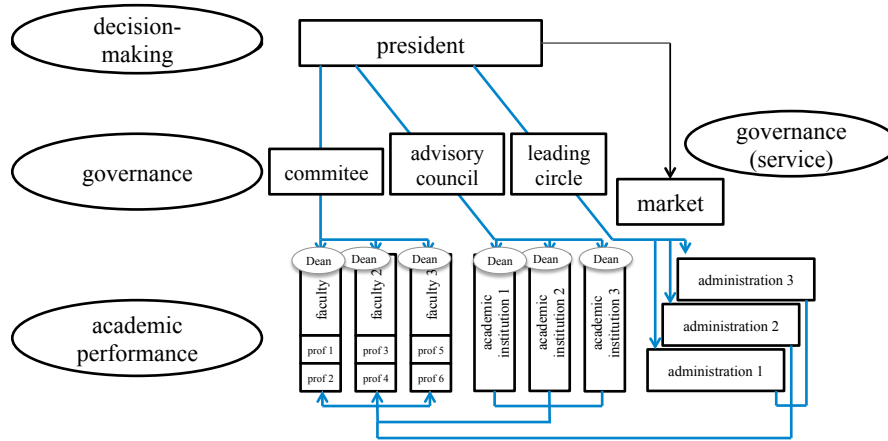 decision-
making
president
governance
commitee
advisory
council
leading
circle
governance
(service)
market
Dean
Dean
Dean
Dean
Dean
Dean
faculty 1
faculty 2
faculty 3
academic
institution 1
academic
institution 2
academic
institution 3
administration 3
administration 2
administration 1
academic
performance
prof 1
prof 3
prof 5
prof 2
prof 4
prof 6